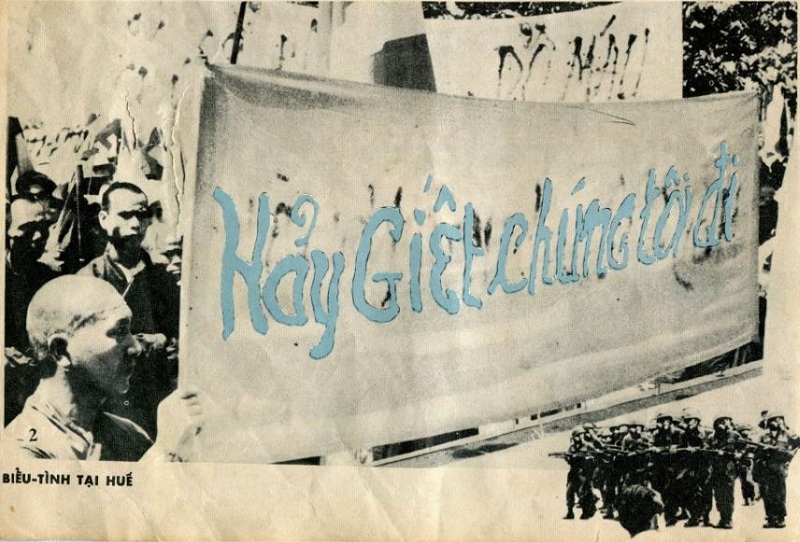 Hảy Giết chúng tôi đi
2
BIỂU-TÌNH TẠI HUẾ